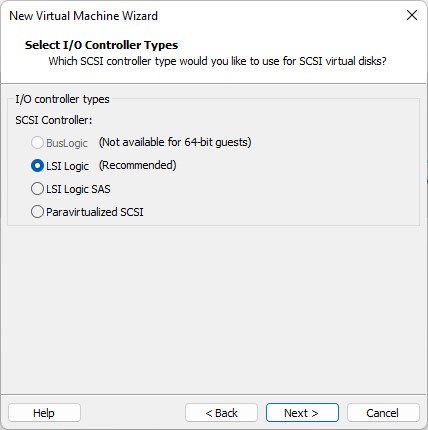 New Virtual Machine Wizard
Select I/O Controller Types
Which SCSI controller type would you like to use for SCSI virtual disks?
I/O controller types
SCSI Controller:
BusLogic (Not available for 64-bit guests)
LSI Logic (Recommended)
LSI Logic SAS
Paravirtualized SCSI
Help < Back Next > Cancel